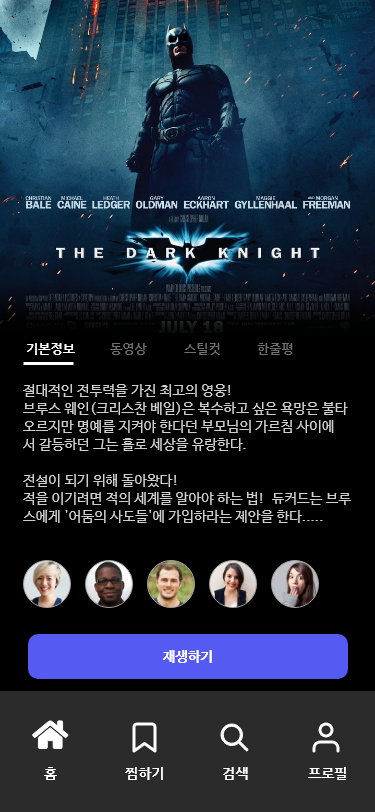 CHRISTIAN BALE MICHAEL CAINE HEATH LEDGER GARY OLDMAN AARON ECKHART MAGGIE GYLLENHAAL AND MORGAN FREEMAN
THE DARK KNIGHT
JULY 18
기본정보 동영상 스틸컷 한줄평
절대적인 전투력을 가진 최고의 영웅!
브루스 웨인(크리스찬 베일)은 복수하고 싶은 욕망은 불타
오르지만 명예를 지켜야 한다던 부모님의 가르침 사이에
서 갈등하던 그는 홀로 세상을 유랑한다.
전설이 되기 위해 돌아왔다!
적을 이기려면 적의 세계를 알아야 하는 법! 듀커드는 브루
스에게 '어둠의 사도들'에 가입하라는 제안을 한다.....
재생하기
홈 찜하기 검색 프로필